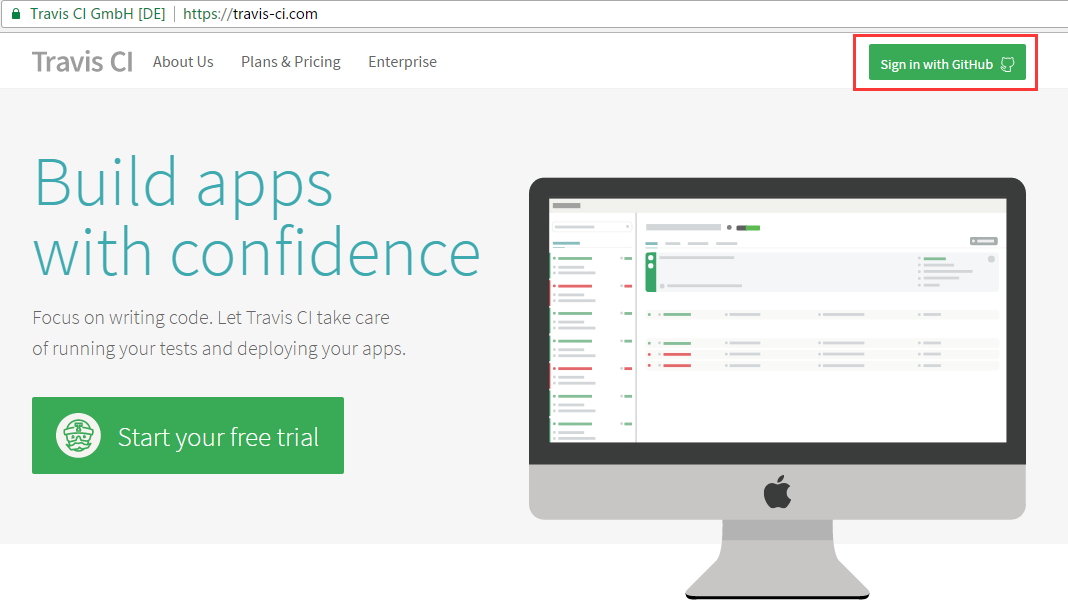 Travis CI GmbH [DE] https://travis-ci.com
Travis CI About Us Plans & Pricing Enterprise Sign in with GitHub
Build apps
with confidence
Focus on writing code. Let Travis CI take care
of running your tests and deploying your apps.
Start your free trial